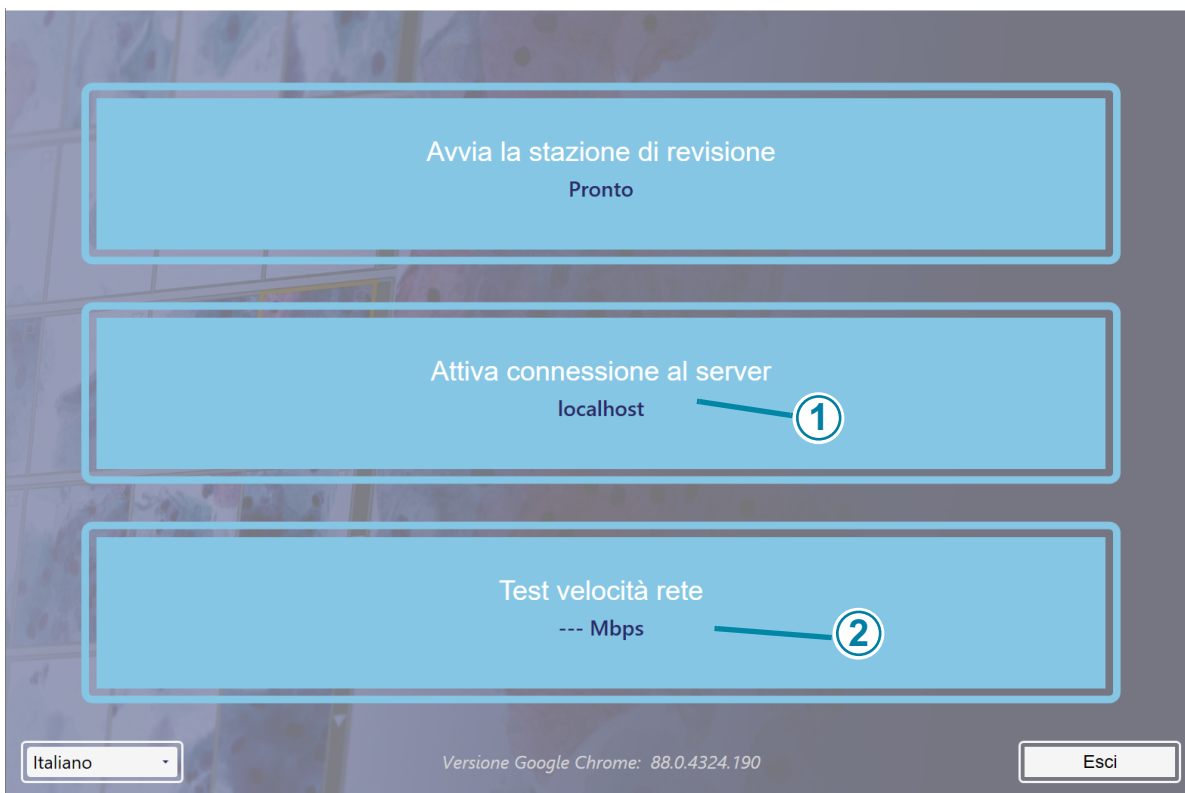 Avvia la stazione di revisione
Pronto
Attiva connessione al server
localhost
1
Test velocità rete
--- Mbps
2
Italiano
Versione Google Chrome: 88.0.4324.190
Esci